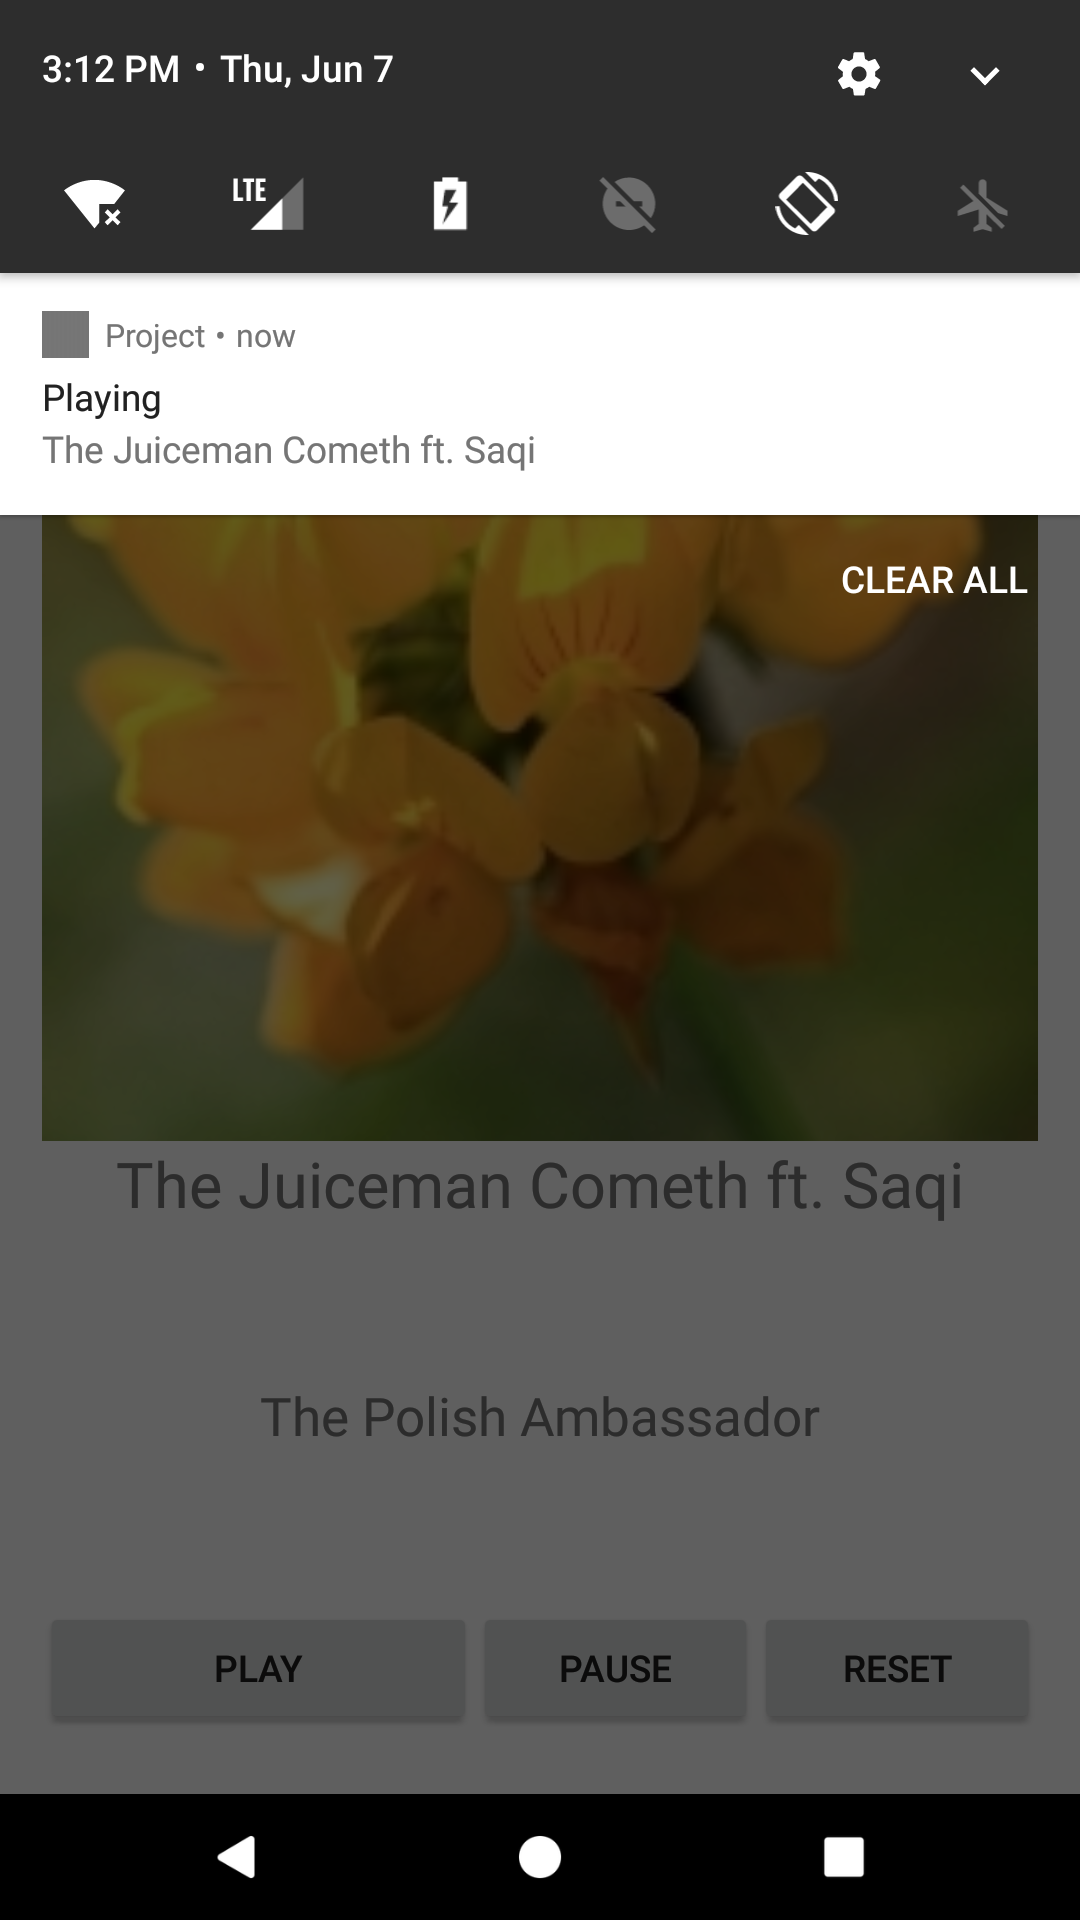 3:12 PM • Thu, Jun 7
LTE
Project • now
Playing
The Juiceman Cometh ft. Saqi
CLEAR ALL
The Juiceman Cometh ft. Saqi
The Polish Ambassador
PLAY PAUSE RESET